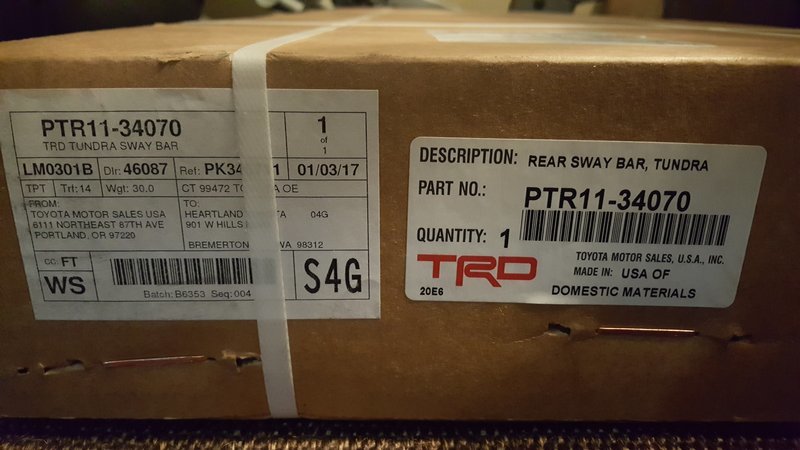 PTR11-34070
TRD TUNDRA SWAY BAR
1
of
1
LM0301B Dlr: 46087 Ref: 01/03/17
TPT Trt:14 Wgt: 30.0 CT 99472 OE
FROM:
TOYOTA MOTOR SALES USA
6111 NORTHEAST 87TH AVE
PORTLAND, OR 97220
TO:
HEARTLAND 04G
901 W HILLS
BREMERTON WA 98312
CC: FT
WS
Batch: B6353 Seq: 004
S4G
DESCRIPTION: REAR SWAY BAR, TUNDRA
PART NO.: PTR11-34070
QUANTITY: 1
TRD
20E6
TOYOTA MOTOR SALES, U.S.A., INC.
MADE IN: USA OF
DOMESTIC MATERIALS